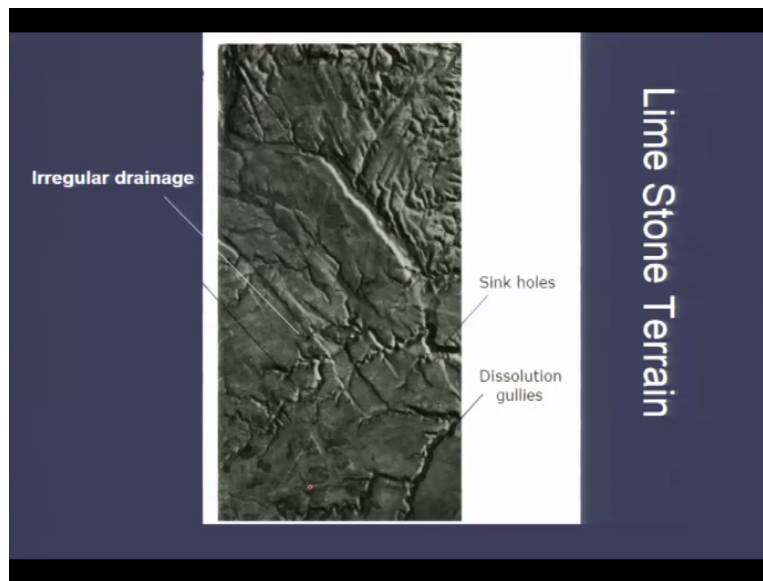 Lime Stone Terrain
Irregular drainage
Sink holes
Dissolution
gullies